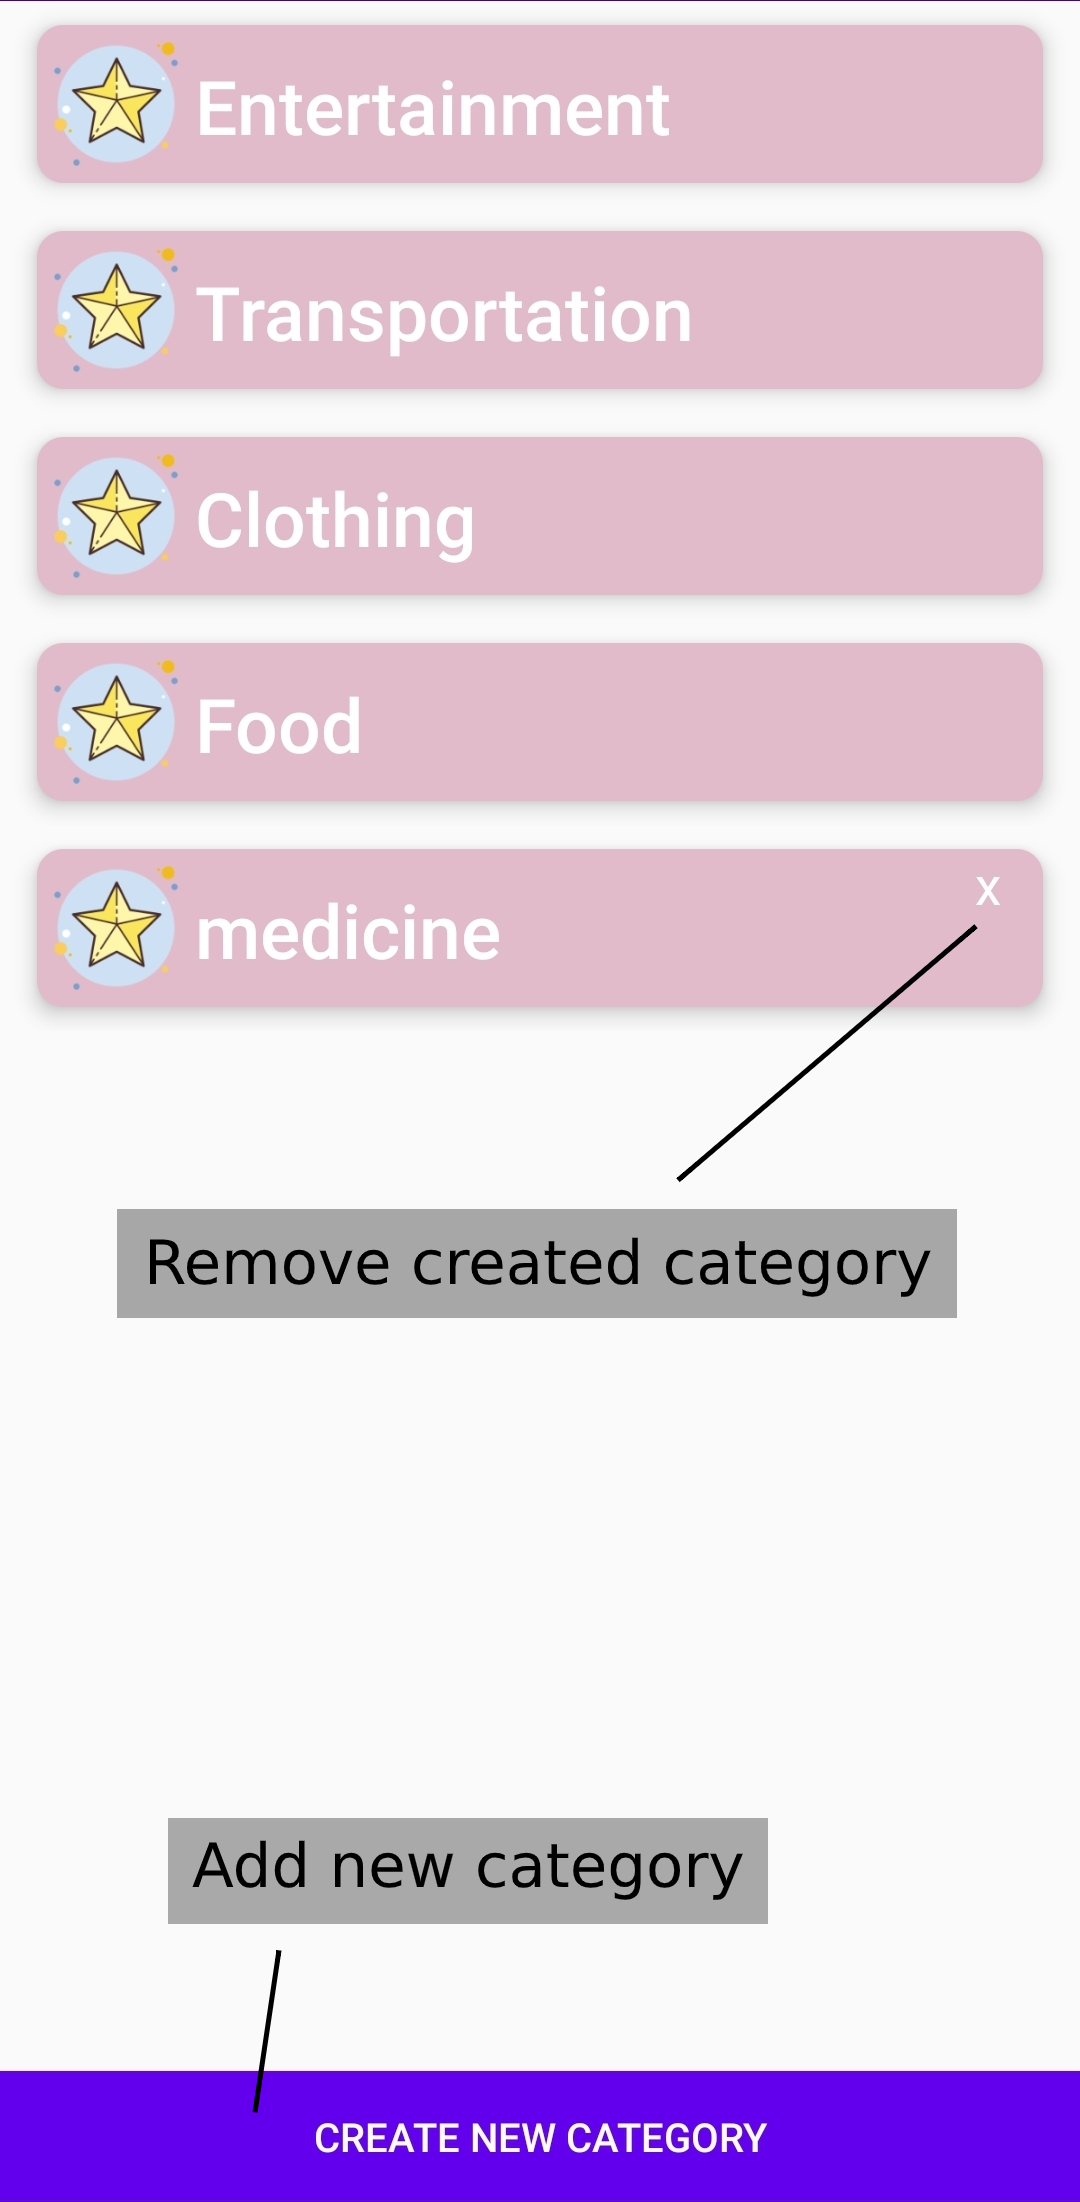 Entertainment
Transportation
Clothing
Food
medicine
X
Remove created category
Add new category
CREATE NEW CATEGORY